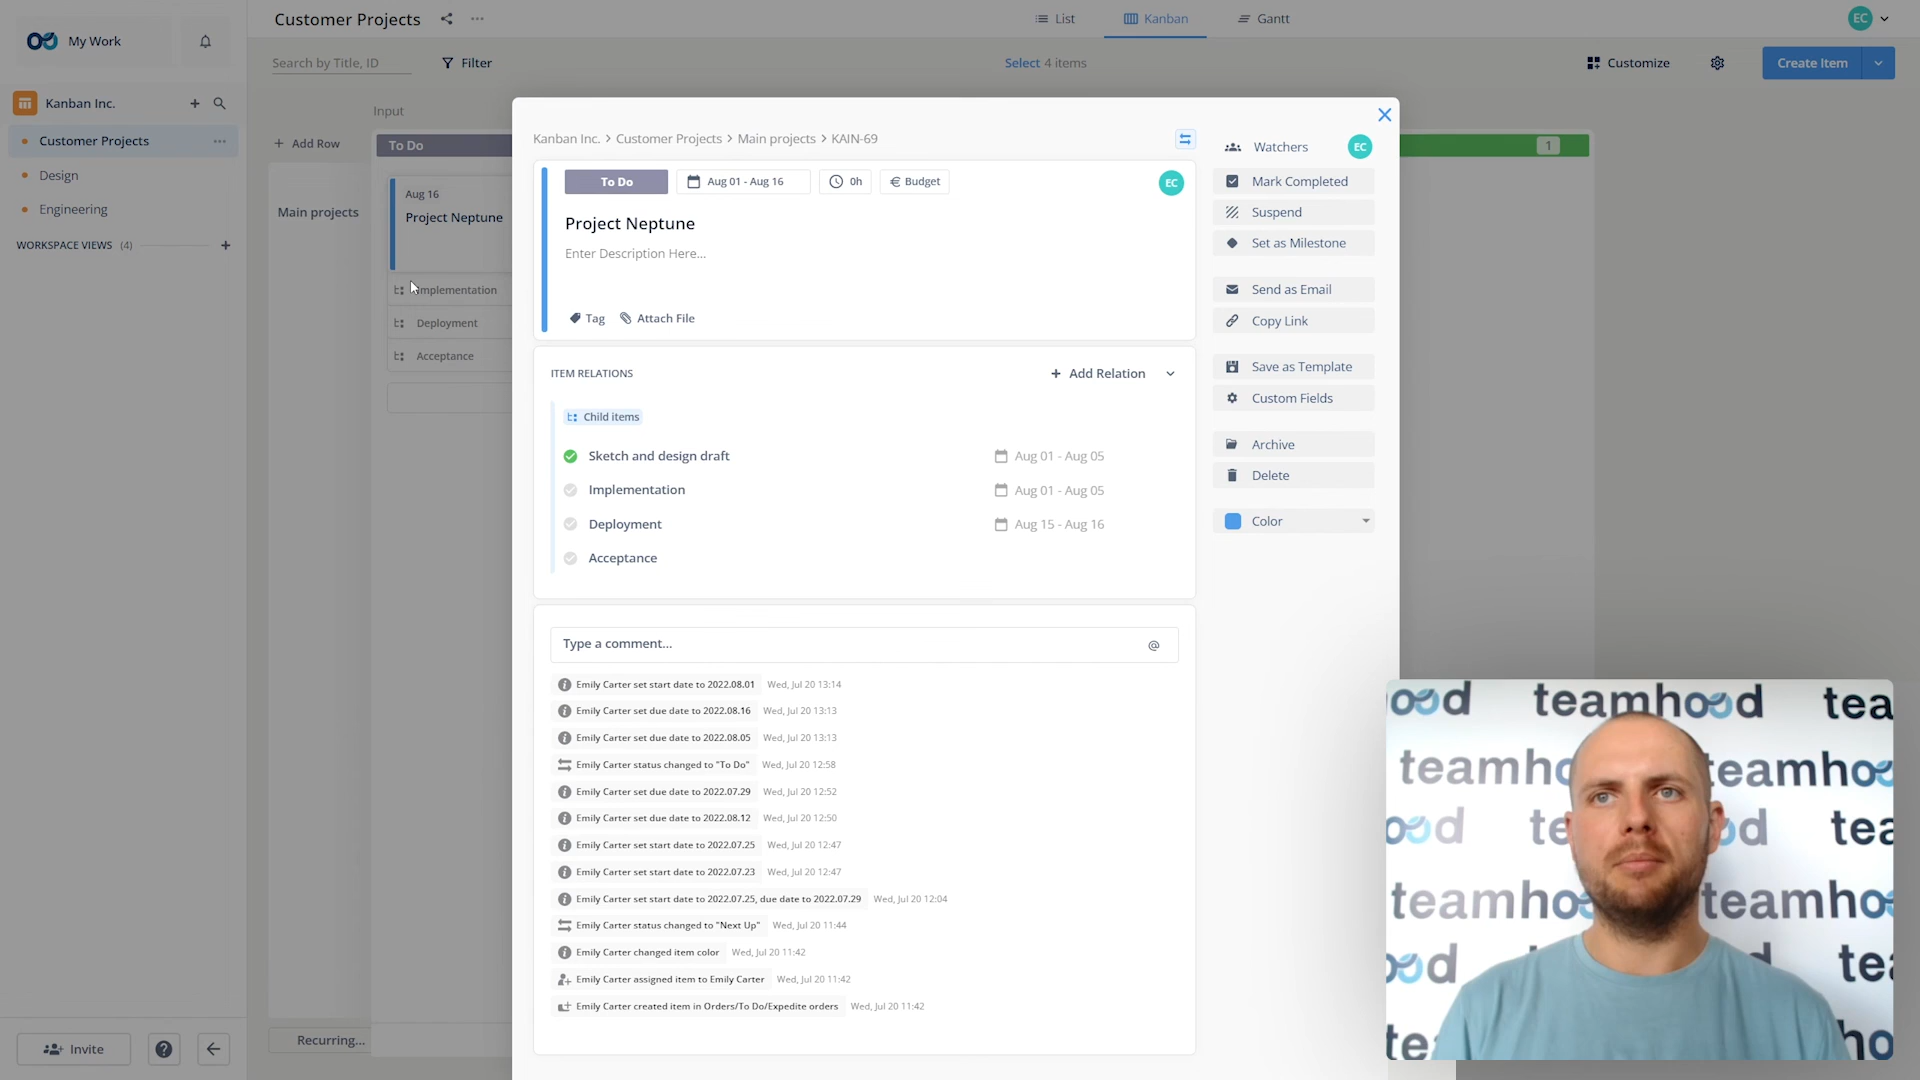 My Work
Customer Projects
List
Kanban
Gantt
EC
Search by Title, ID
Filter
Select 4 items
Customize
Create Item
Kanban Inc.
Customer Projects
Design
Engineering
WORKSPACE VIEWS (4)
Input
Add Row
To Do
1
Main projects
Aug 16
Project Neptune
Implementation
Deployment
Acceptance
Recurring...
Invite
Kanban Inc. > Customer Projects > Main projects > KAIN-69
To Do
Aug 01 - Aug 16
0h
€ Budget
EC
Project Neptune
Enter Description Here...
Tag
Attach File
ITEM RELATIONS
+ Add Relation
Child items
Sketch and design draft Aug 01 - Aug 05
Implementation Aug 01 - Aug 05
Deployment Aug 15 - Aug 16
Acceptance
Type a comment... @
Emily Carter set start date to 2022.08.01 Wed, Jul 20 13:14
Emily Carter set due date to 2022.08.16 Wed, Jul 20 13:13
Emily Carter set due date to 2022.08.05 Wed, Jul 20 13:13
Emily Carter status changed to "To Do" Wed, Jul 20 12:58
Emily Carter set due date to 2022.07.29 Wed, Jul 20 12:52
Emily Carter set due date to 2022.08.12 Wed, Jul 20 12:50
Emily Carter set start date to 2022.07.25 Wed, Jul 20 12:47
Emily Carter set start date to 2022.07.23 Wed, Jul 20 12:47
Emily Carter set start date to 2022.07.25, due date to 2022.07.29 Wed, Jul 20 12:04
Emily Carter status changed to "Next Up" Wed, Jul 20 11:44
Emily Carter changed item color Wed, Jul 20 11:42
Emily Carter assigned item to Emily Carter Wed, Jul 20 11:42
Emily Carter created item in Orders/To Do/Expedite orders Wed, Jul 20 11:42
Watchers EC
Mark Completed
Suspend
Set as Milestone
Send as Email
Copy Link
Save as Template
Custom Fields
Archive
Delete
Color
ood teamhood tea
teamho teamhoo
ood te od tea
teamho teamho
ood te
te ho